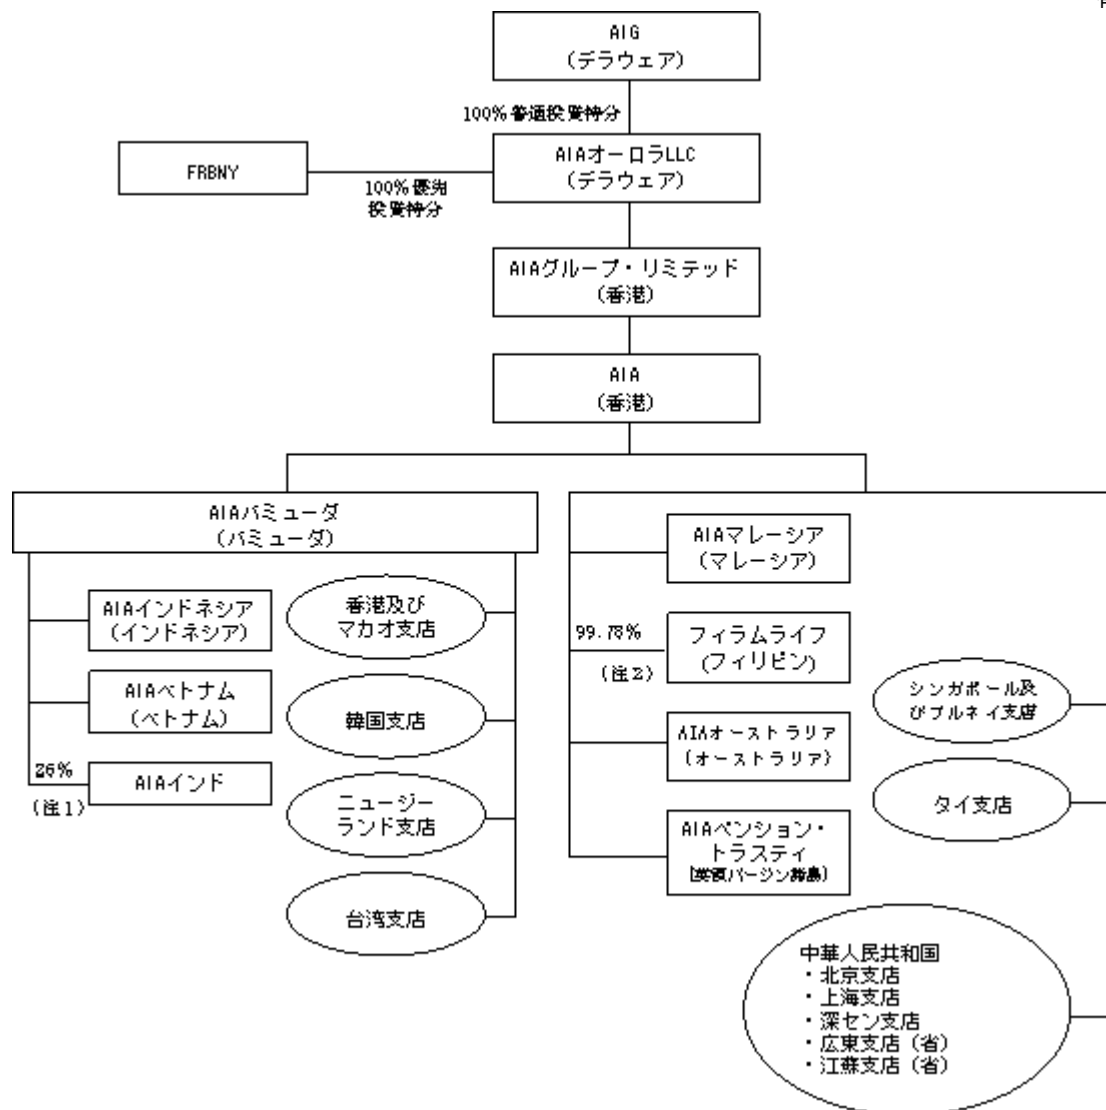 AIG
(デラウェア)
100%普通投資持分
FRBNY
100%優先
投資持分
AIAオーロラLLC
(デラウェア)
AIAグループ・リミテッド
(香港)
AIA
(香港)
AIAバミューダ
(バミューダ)
AIAインドネシア
(インドネシア)
AIAベトナム
(ベトナム)
26%
(注1)
AIAインド
香港及び
マカオ支店
韓国支店
ニュージー
ランド支店
台湾支店
AIAマレーシア
(マレーシア)
99.78%
(注2)
フィラムライフ
(フィリピン)
AIAオーストラリア
(オーストラリア)
AIAペンション・
トラスティ
(英領バージン諸島)
シンガポール及
びブルネイ支店
タイ支店
中華人民共和国
・北京支店
・上海支店
・深セン支店
・広東支店(省)
・江蘇支店(省)